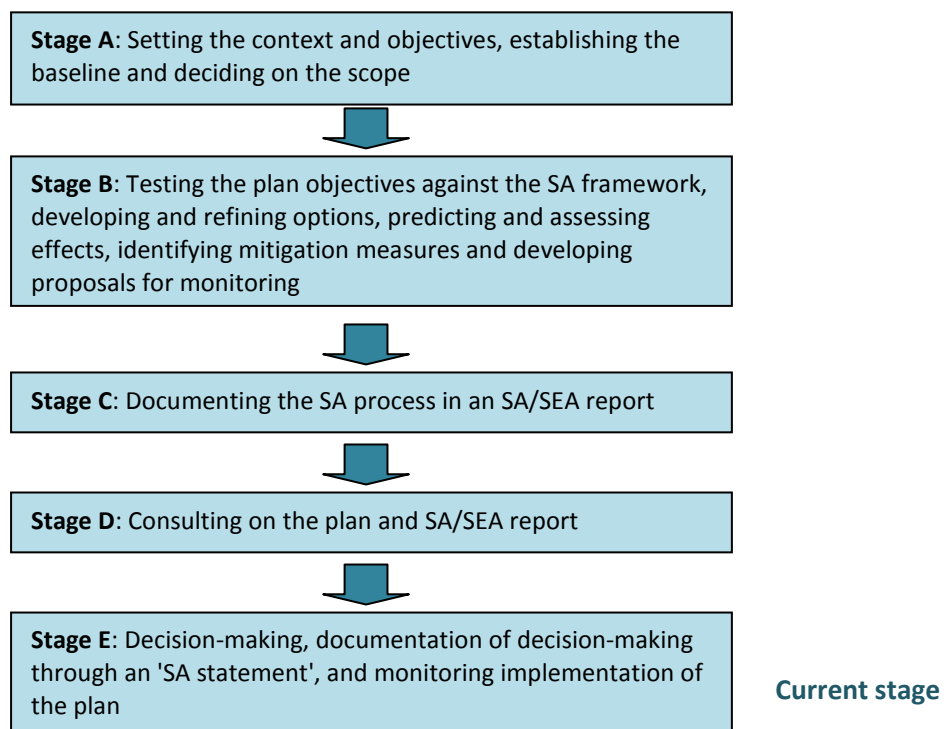 Stage A: Setting the context and objectives, establishing the
baseline and deciding on the scope
Stage B: Testing the plan objectives against the SA framework,
developing and refining options, predicting and assessing
effects, identifying mitigation measures and developing
proposals for monitoring
Stage C: Documenting the SA process in an SA/SEA report
Stage D: Consulting on the plan and SA/SEA report
Stage E: Decision-making, documentation of decision-making
through an 'SA statement', and monitoring implementation of
the plan
Current stage